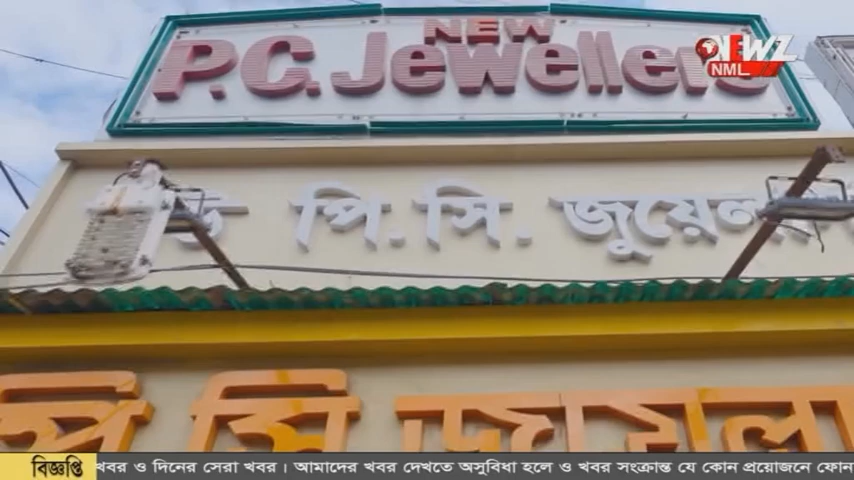 NEW
P.C. Jewellers
NEWZ
NML
পি. সি. জুয়েলা
পি সি জুয়েলা
বিজ্ঞপ্তি
খবর ও দিনের সেরা খবর । আমাদের খবর দেখতে অসুবিধা হলে ও খবর সংক্রান্ত যে কোন প্রয়োজনে ফোন